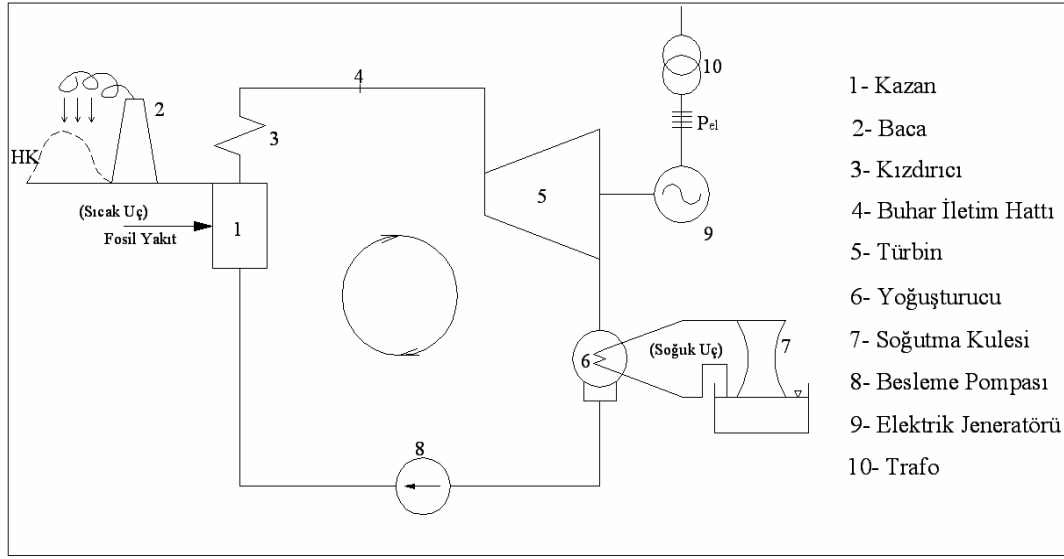 10
4
2
3
P el
HK
(Sıcak Uç)
Fosil Yakıt
1
5
9
6
(Soğuk Uç)
7
8
1- Kazan
2- Baca
3- Kızdırıcı
4- Buhar İletim Hattı
5- Türbin
6- Yoğuşturucu
7- Soğutma Kulesi
8- Besleme Pompası
9- Elektrik Jeneratörü
10- Trafo